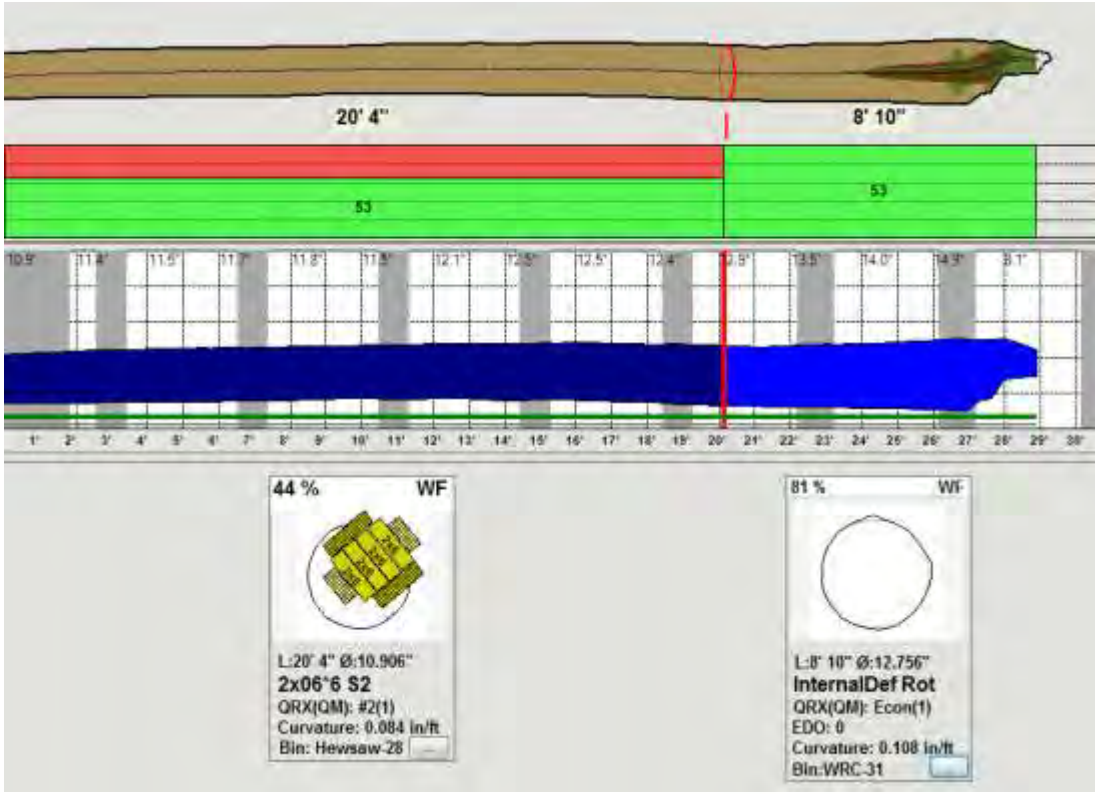 20' 4"
8' 10"
53
53
10.9" 11.4" 11.5" 11.7" 11.8" 12.1" 12.5" 12.5" 12.4" 13.5" 14.0" 14.9"
1' 2' 3' 4' 5' 6' 7' 8' 9' 10' 11' 12' 13' 14' 15' 16' 17' 18' 19' 20' 21' 22' 23' 24' 25' 26' 27' 28' 29' 30'
44 % WF
2x6
2x6
2x6
L:20' 4" Ø:10.906"
2x06*6 S2
QRX(QM): #2(1)
Curvature: 0.084 in/ft
Bin: Hewsaw-28 ...
81 % WF
L:8' 10" Ø:12.756"
InternalDef Rot
QRX(QM): Econ(1)
EDO: 0
Curvature: 0.108 in/ft
Bin:WRC-31